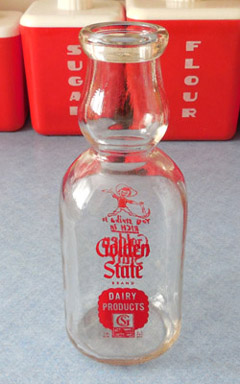 SUGAR
FLOUR
Golden
State
BRAND
DAIRY
PRODUCTS
GS